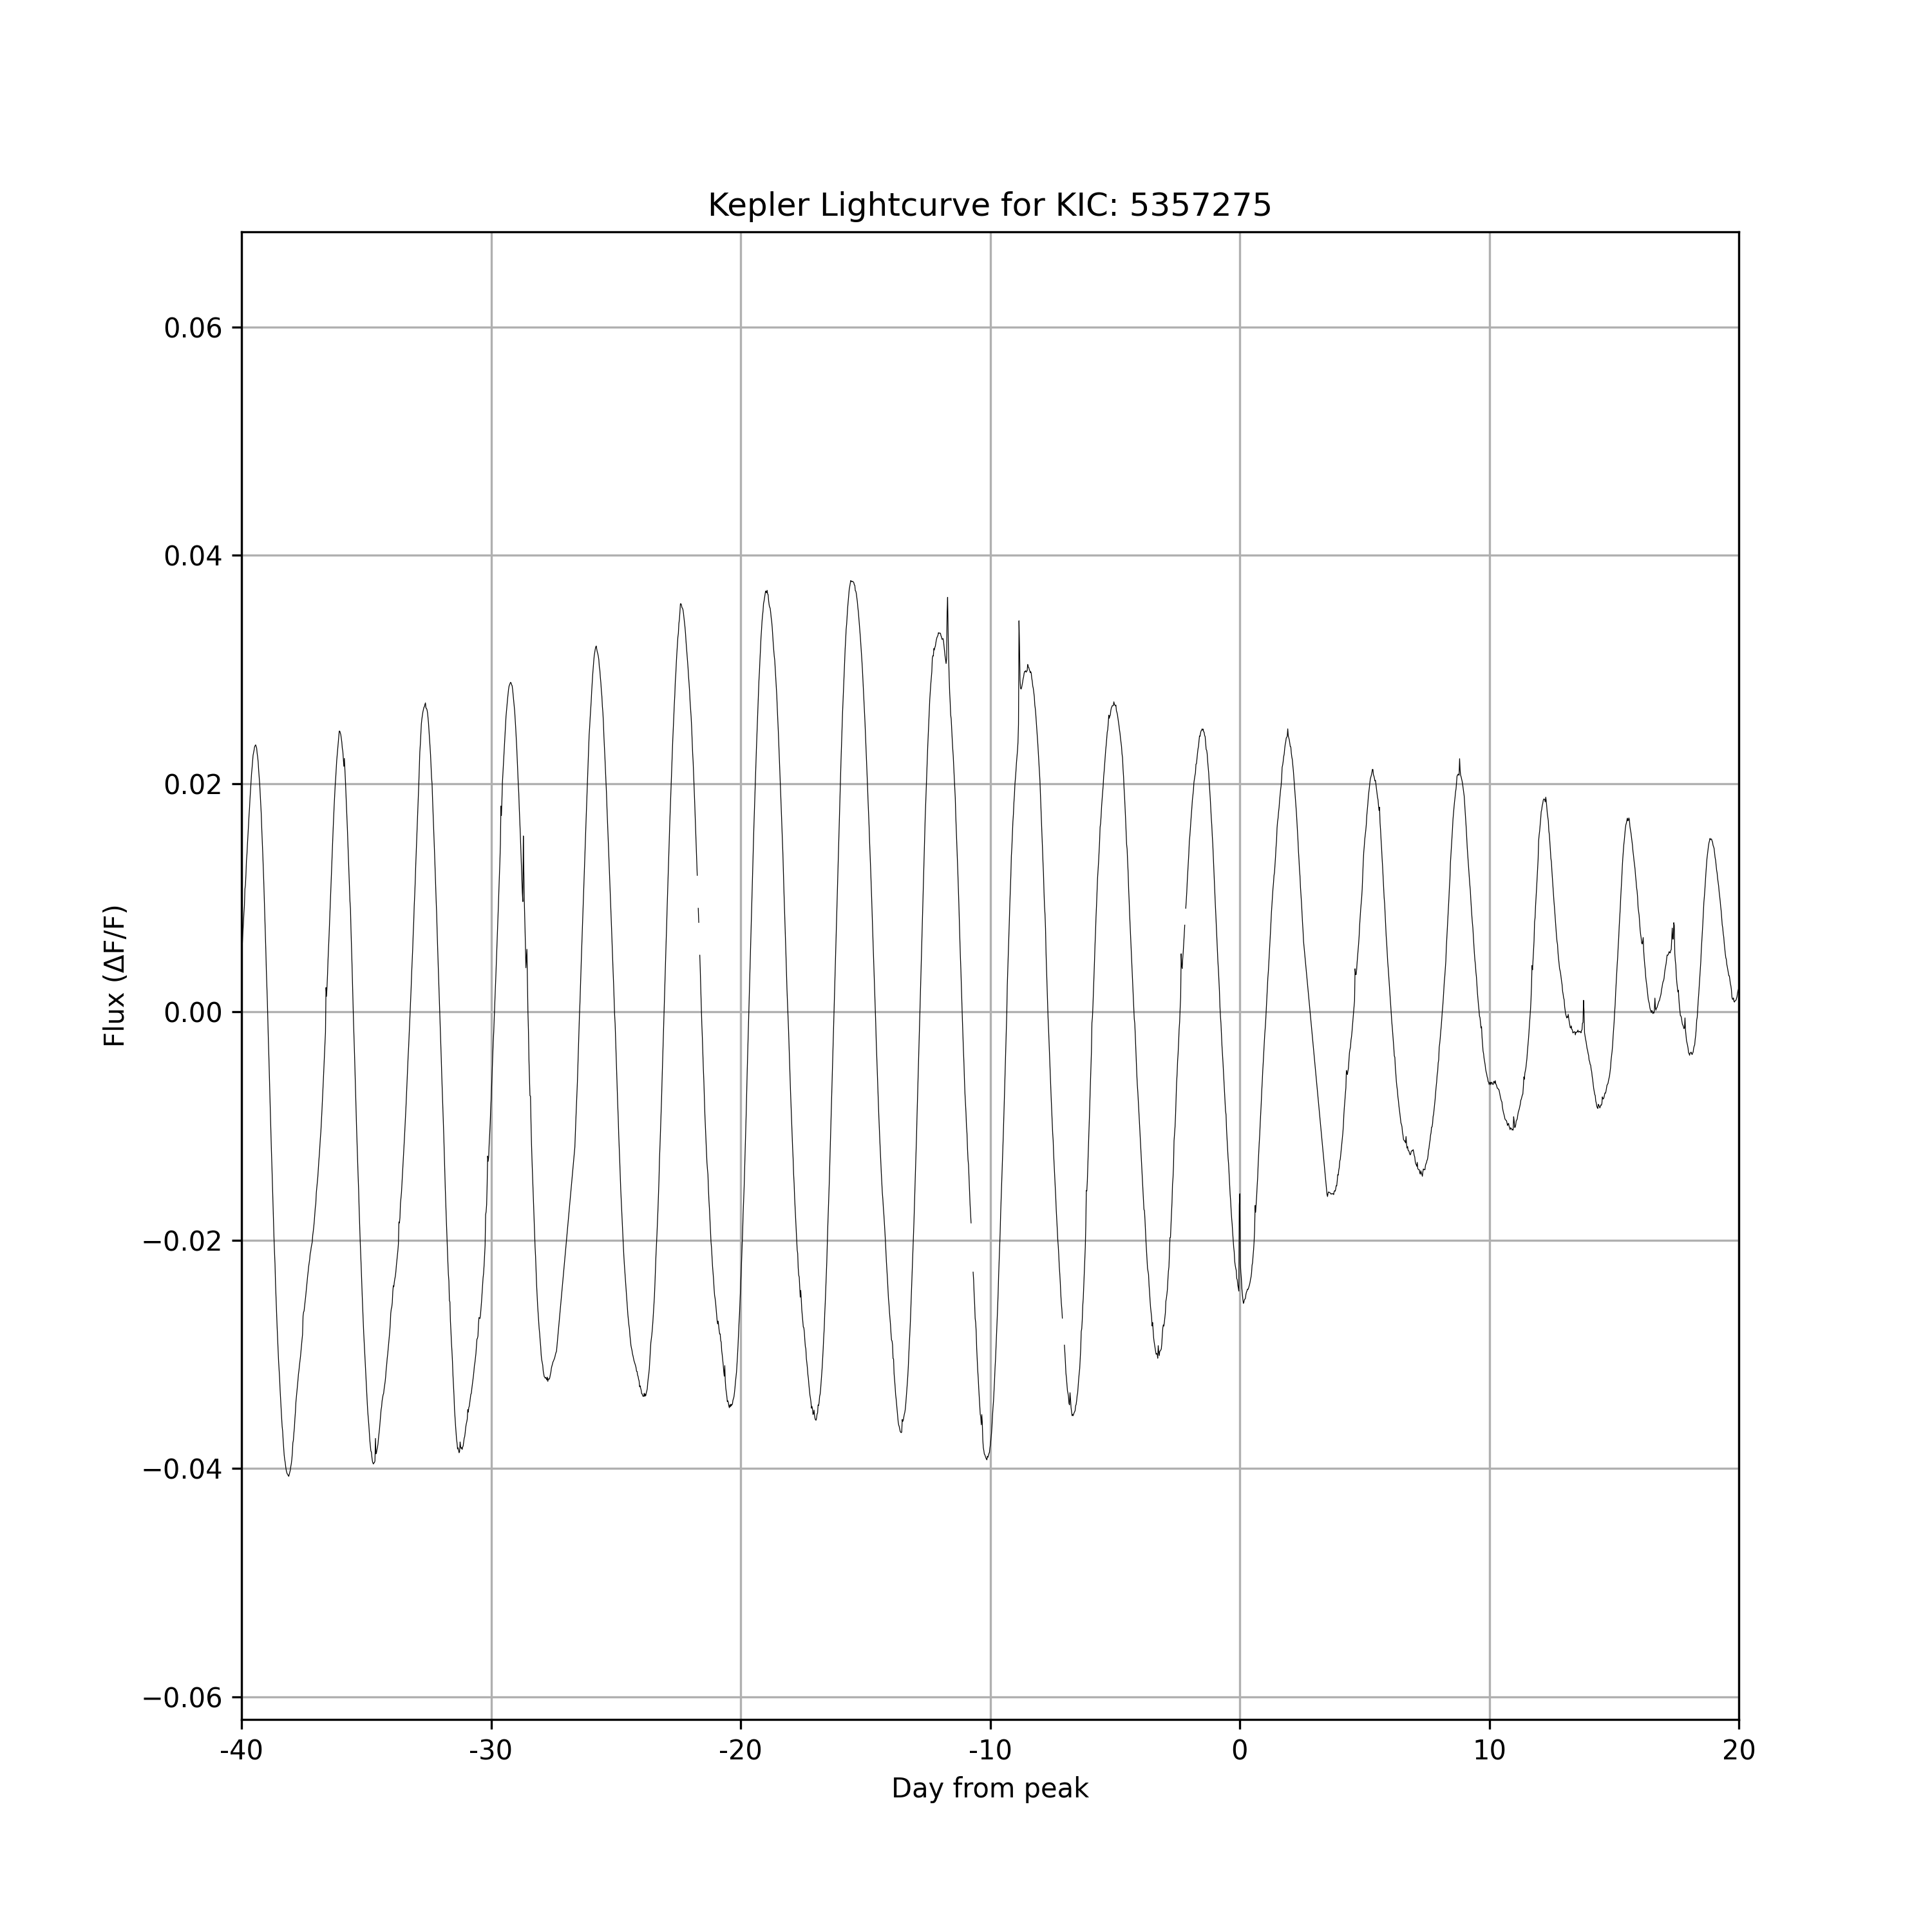 Kepler Lightcurve for KIC: 5357275
0.06
0.04
0.02
0.00
−0.02
−0.04
−0.06
Flux (ΔF/F)
-40 -30 -20 -10 0 10 20
Day from peak